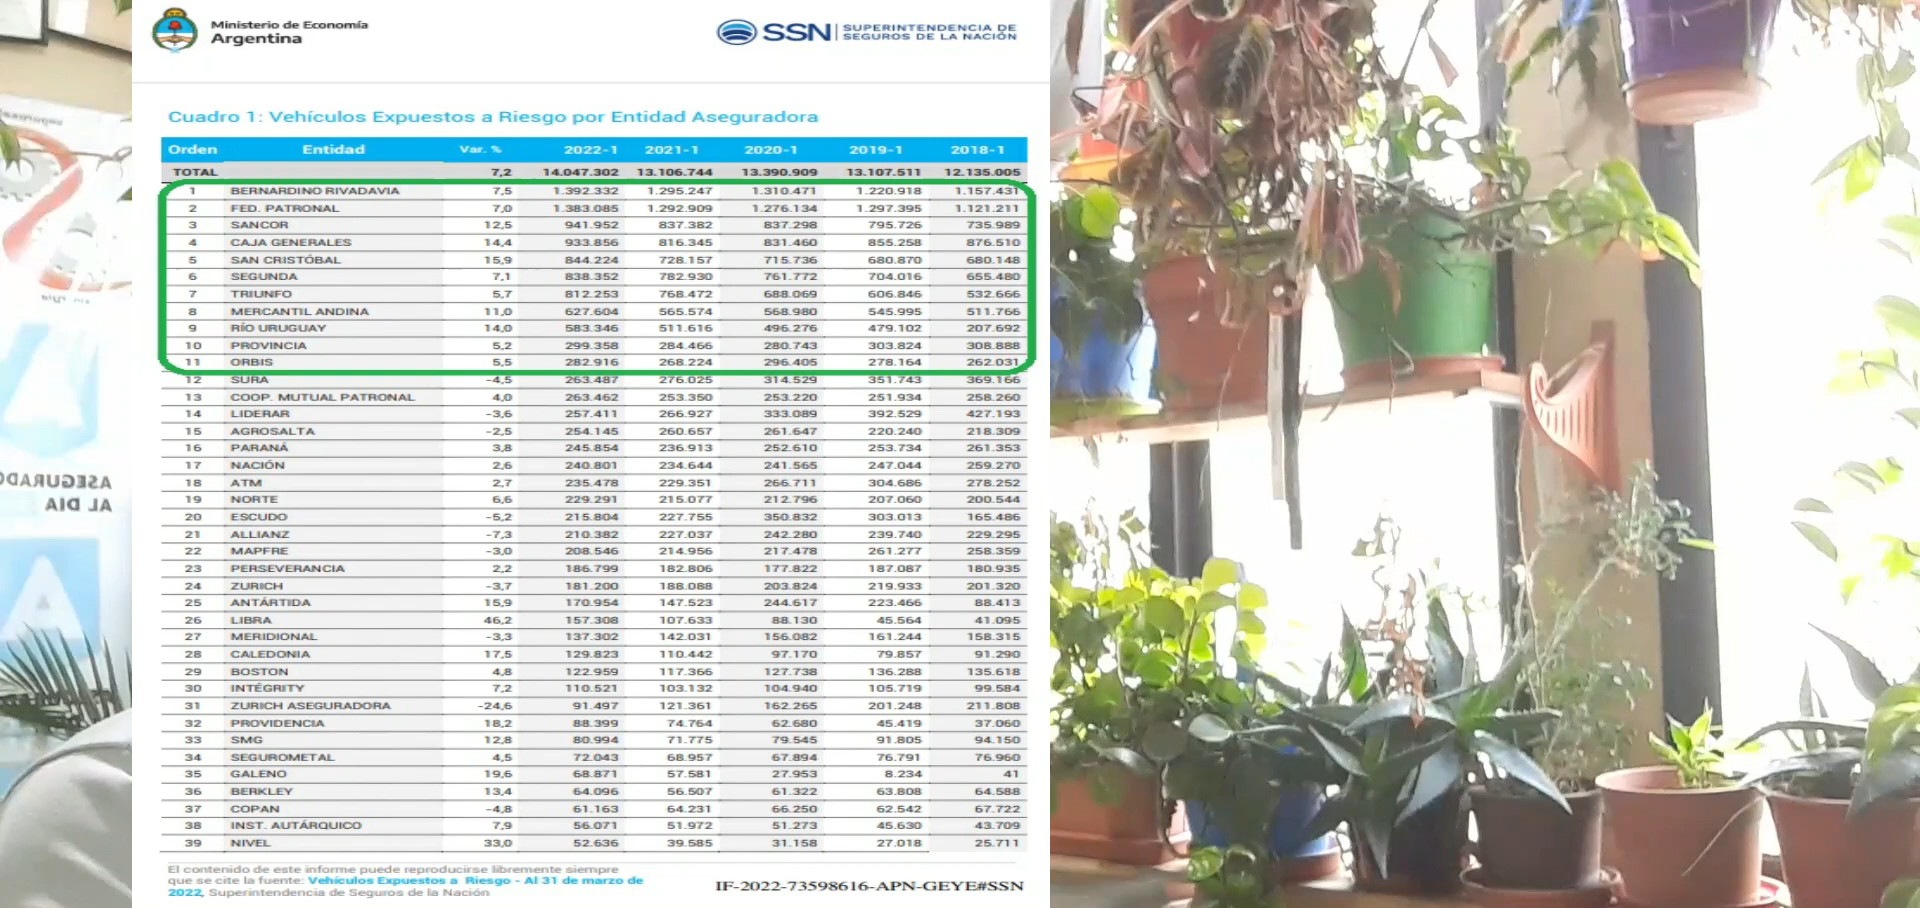 Ministerio de Economía
Argentina
SSN SUPERINTENDENCIA DE
SEGUROS DE LA NACIÓN
Cuadro 1: Vehículos Expuestos a Riesgo por Entidad Aseguradora
Orden Entidad Var. % 2022-1 2021-1 2020-1 2019-1 2018-1
TOTAL 7,2 14.047.302 13.106.744 13.390.909 13.107.511 12.135.005
1 BERNARDINO RIVADAVIA 7,5 1.392.332 1.295.247 1.310.471 1.220.918 1.157.431
2 FED. PATRONAL 7,0 1.383.085 1.292.909 1.276.134 1.297.395 1.121.211
3 SANCOR 12,5 941.952 837.382 837.298 795.726 735.989
4 CAJA GENERALES 14,4 933.856 816.345 831.460 855.258 876.510
5 SAN CRISTÓBAL 15,9 844.224 728.157 715.736 680.870 680.148
6 SEGUNDA 7,1 838.352 782.930 761.772 704.016 655.480
7 TRIUNFO 5,7 812.253 768.472 688.069 606.846 532.666
8 MERCANTIL ANDINA 11,0 627.604 565.574 568.980 545.995 511.766
9 RÍO URUGUAY 14,0 583.346 511.616 496.276 479.102 207.692
10 PROVINCIA 5,2 299.358 284.466 280.743 303.824 308.888
11 ORBIS 5,5 282.916 268.224 296.405 278.164 262.031
12 SURA -4,5 263.487 276.025 314.529 351.743 369.166
13 COOP. MUTUAL PATRONAL 4,0 263.462 253.350 253.220 251.934 258.260
14 LIDERAR -3,6 257.411 266.927 333.089 392.529 427.193
15 AGROSALTA -2,5 254.145 260.657 261.647 220.240 218.309
16 PARANÁ 3,8 245.854 236.913 252.610 253.734 261.353
17 NACIÓN 2,6 240.801 234.644 241.565 247.044 259.270
18 ATM 2,7 235.478 229.351 266.711 304.686 278.252
19 NORTE 6,6 229.291 215.077 212.796 207.060 200.544
20 ESCUDO -5,2 215.804 227.755 350.832 303.013 165.486
21 ALLIANZ -7,3 210.382 227.037 242.280 239.740 229.295
22 MAPFRE -3,0 208.546 214.956 217.478 261.277 258.359
23 PERSEVERANCIA 2,2 186.799 182.806 177.822 187.087 180.935
24 ZURICH -3,7 181.200 188.088 203.824 219.933 201.320
25 ANTÁRTIDA 15,9 170.954 147.523 244.617 223.466 88.413
26 LIBRA 46,2 157.308 107.633 88.130 45.564 41.095
27 MERIDIONAL -3,3 137.302 142.031 156.082 161.244 158.315
28 CALEDONIA 17,5 129.823 110.442 97.170 79.857 91.290
29 BOSTON 4,8 122.959 117.366 127.738 136.288 135.618
30 INTÉGRITY 7,2 110.521 103.132 104.940 105.719 99.584
31 ZURICH ASEGURADORA -24,6 91.497 121.361 162.265 201.248 211.808
32 PROVIDENCIA 18,2 88.399 74.764 62.680 45.419 37.060
33 SMG 12,8 80.994 71.775 79.545 91.805 94.150
34 SEGUROMETAL 4,5 72.043 68.957 67.894 76.791 76.960
35 GALENO 19,6 68.871 57.581 27.953 8.234 41
36 BERKLEY 13,4 64.096 56.507 61.322 63.808 64.588
37 COPAN -4,8 61.163 64.231 66.250 62.542 67.722
38 INST. AUTÁRQUICO 7,9 56.071 51.972 51.273 45.630 43.709
39 NIVEL 33,0 52.636 39.585 31.158 27.018 25.711
El contenido de este informe puede reproducirse libremente siempre
que se cite la fuente: Vehículos Expuestos a Riesgo - Al 31 de marzo de
2022, Superintendencia de Seguros de la Nación
IF-2022-73598616-APN-GEYE#SSN
ASEGURADO
AL DIA